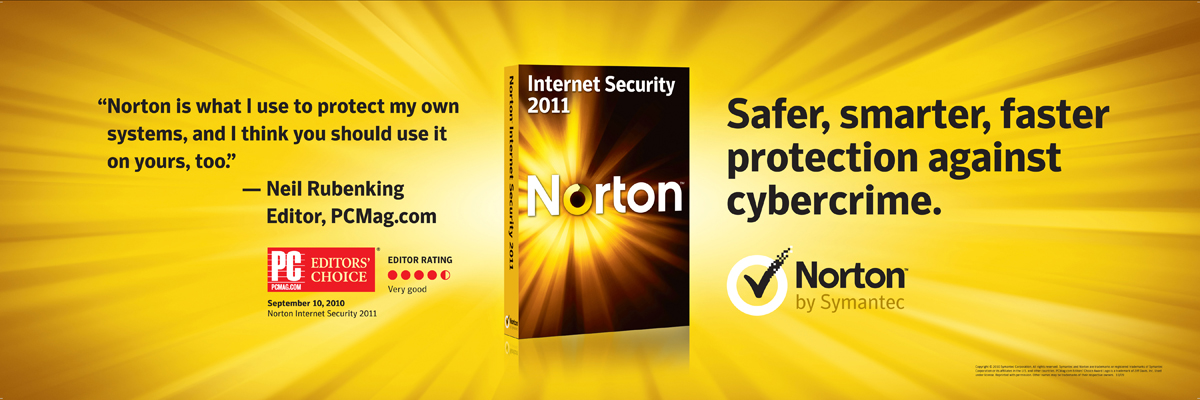 “Norton is what I use to protect my own
systems, and I think you should use it
on yours, too.”
— Neil Rubenking
Editor, PCMag.com
PC
PCMAG.COM
EDITORS’
CHOICE
®
EDITOR RATING
Very good
September 10, 2010
Norton Internet Security 2011
Norton Internet Security 2011
Norton
Internet Security
2011
Norton™
Safer, smarter, faster
protection against
cybercrime.
Norton™
by Symantec